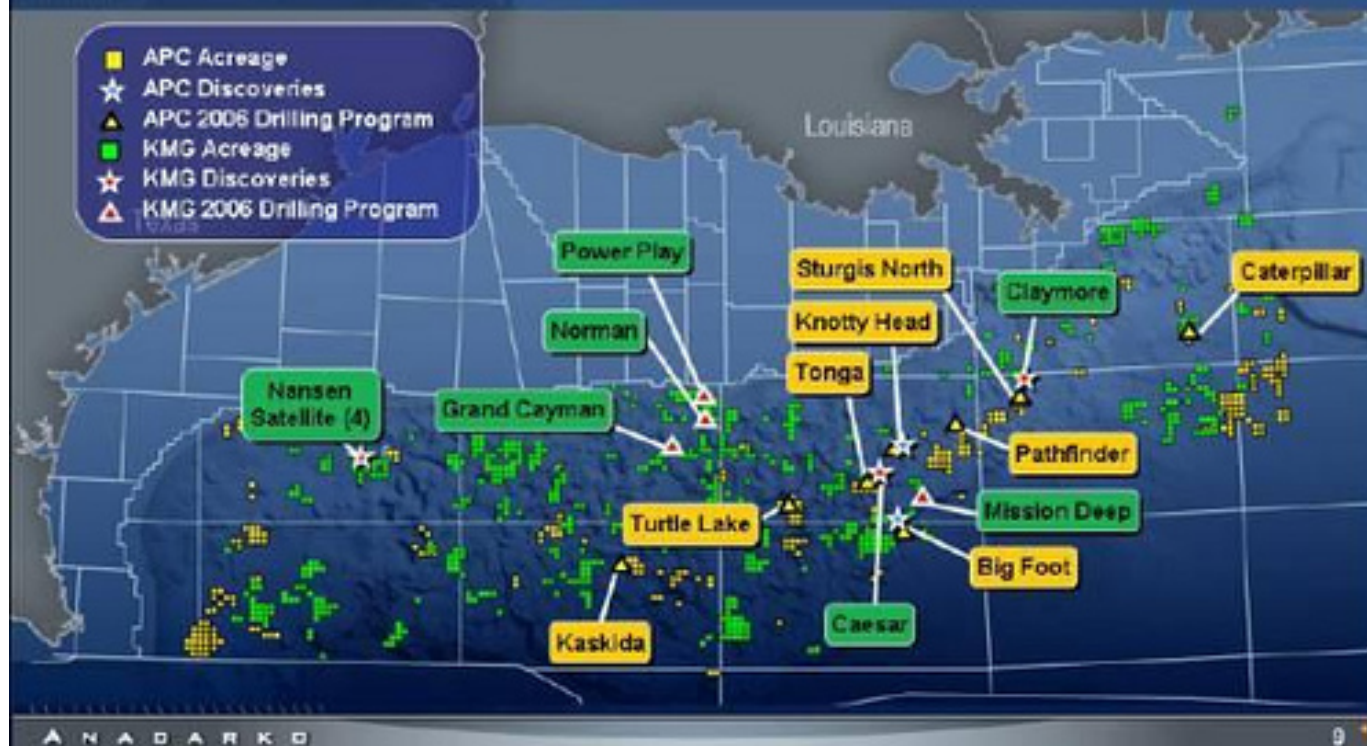 APC Acreage
APC Discoveries
APC 2006 Drilling Program
KMG Acreage
KMG Discoveries
KMG 2006 Drilling Program
Texas
Louisiana
Power Play
Sturgis North
Caterpillar
Claymore
Norman
Knotty Head
Tonga
Nansen
Satellite (4)
Grand Cayman
Pathfinder
Turtle Lake
Mission Deep
Big Foot
Caesar
Kaskida
ANADARKO
9